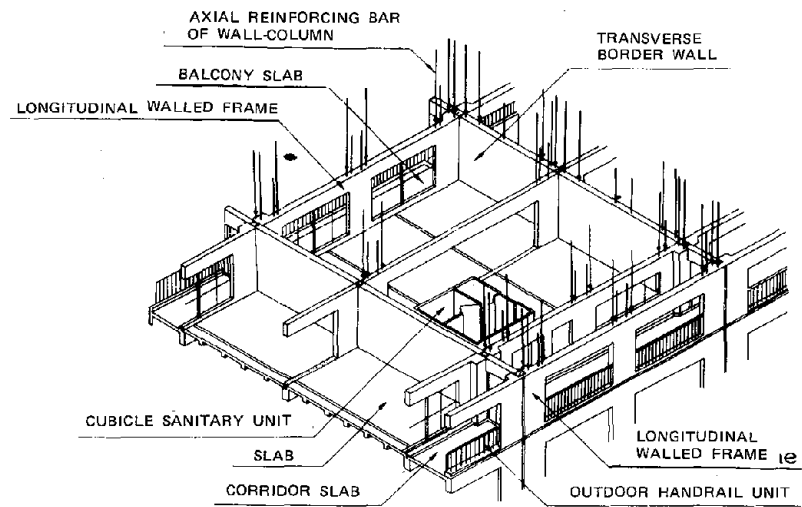 AXIAL REINFORCING BAR
OF WALL-COLUMN
TRANSVERSE
BORDER WALL
BALCONY SLAB
LONGITUDINAL WALLED FRAME
CUBICLE SANITARY UNIT
SLAB
CORRIDOR SLAB
LONGITUDINAL
WALLED FRAME le
OUTDOOR HANDRAIL UNIT